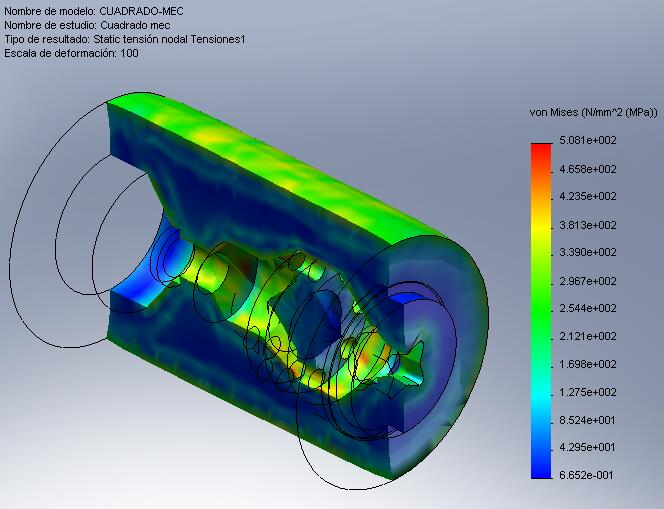 Nombre de modelo: CUADRADO-MEC
Nombre de estudio: Cuadrado mec
Tipo de resultado: Static tensión nodal Tensiones1
Escala de deformación: 100
von Mises (N/mm^2 (MPa))
5.081e+002
4.658e+002
4.235e+002
3.813e+002
3.390e+002
2.967e+002
2.544e+002
2.121e+002
1.698e+002
1.275e+002
8.524e+001
4.295e+001
6.652e-001